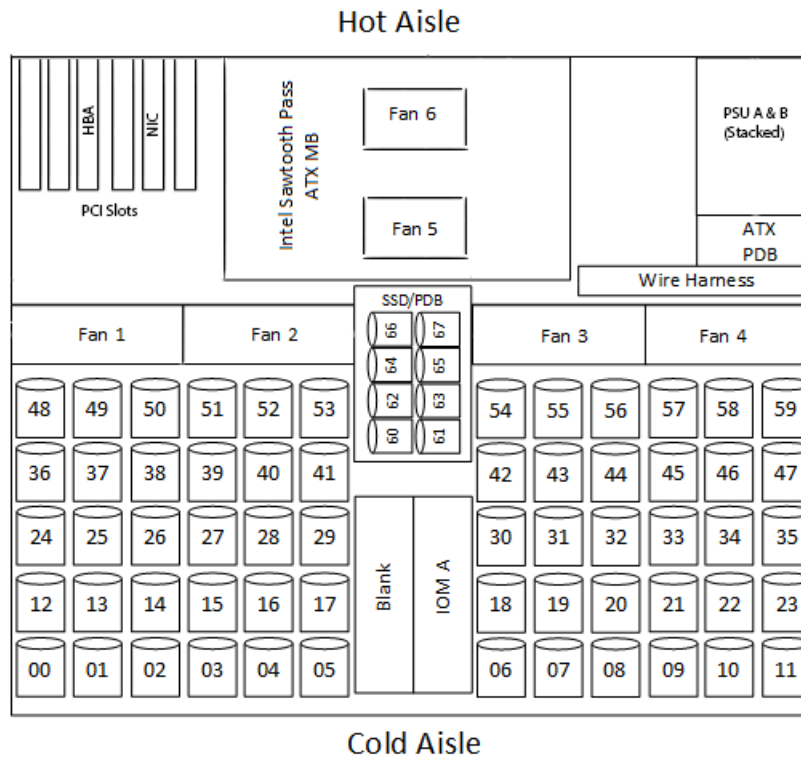 Hot Aisle
HBA
NIC
PCI Slots
Intel Sawtooth Pass
ATX MB
Fan 6
Fan 5
PSU A & B
(Stacked)
ATX
PDB
Wire Harness
SSD/PDB
Fan 1
Fan 2
66
67
Fan 3
Fan 4
64
65
62
63
60
61
48 49 50 51 52 53 54 55 56 57 58 59
36 37 38 39 40 41 42 43 44 45 46 47
24 25 26 27 28 29 30 31 32 33 34 35
Blank
IOM A
12 13 14 15 16 17 18 19 20 21 22 23
00 01 02 03 04 05 06 07 08 09 10 11
Cold Aisle